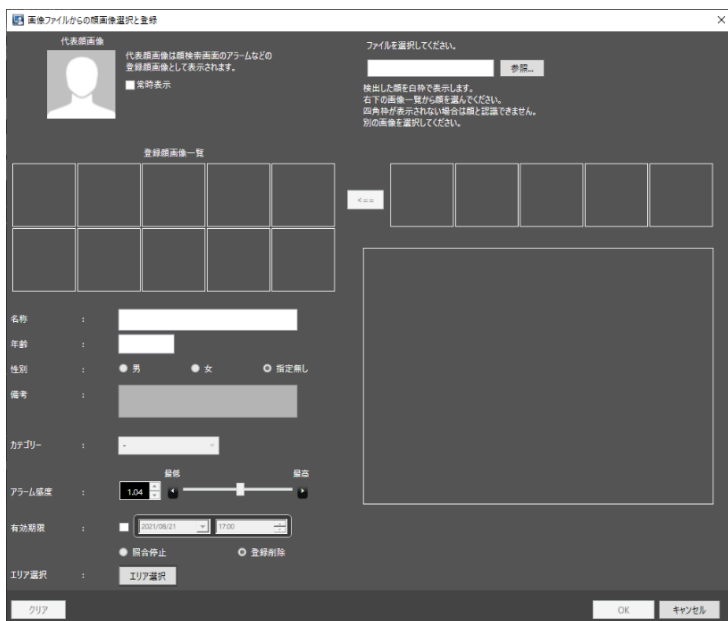 画像ファイルからの顔画像選択と登録
代表顔画像
代表顔画像は顔検索画面のアラームなどの
登録顔画像として表示されます。
常時表示
ファイルを選択してください。
参照...
検出した顔を白枠で表示します。
右下の画像一覧から顔を選んでください。
四角枠が表示されない場合は顔と認識できません。
別の画像を選択してください。
登録顔画像一覧
<==
名称 :
年齢 :
性別 : 男 女 指定無し
備考 :
カテゴリー : -
最低 最高
アラーム感度 : 1.04
有効期限 : 2021/08/21 17:00
照合停止 登録削除
エリア選択 : エリア選択
クリア OK キャンセル